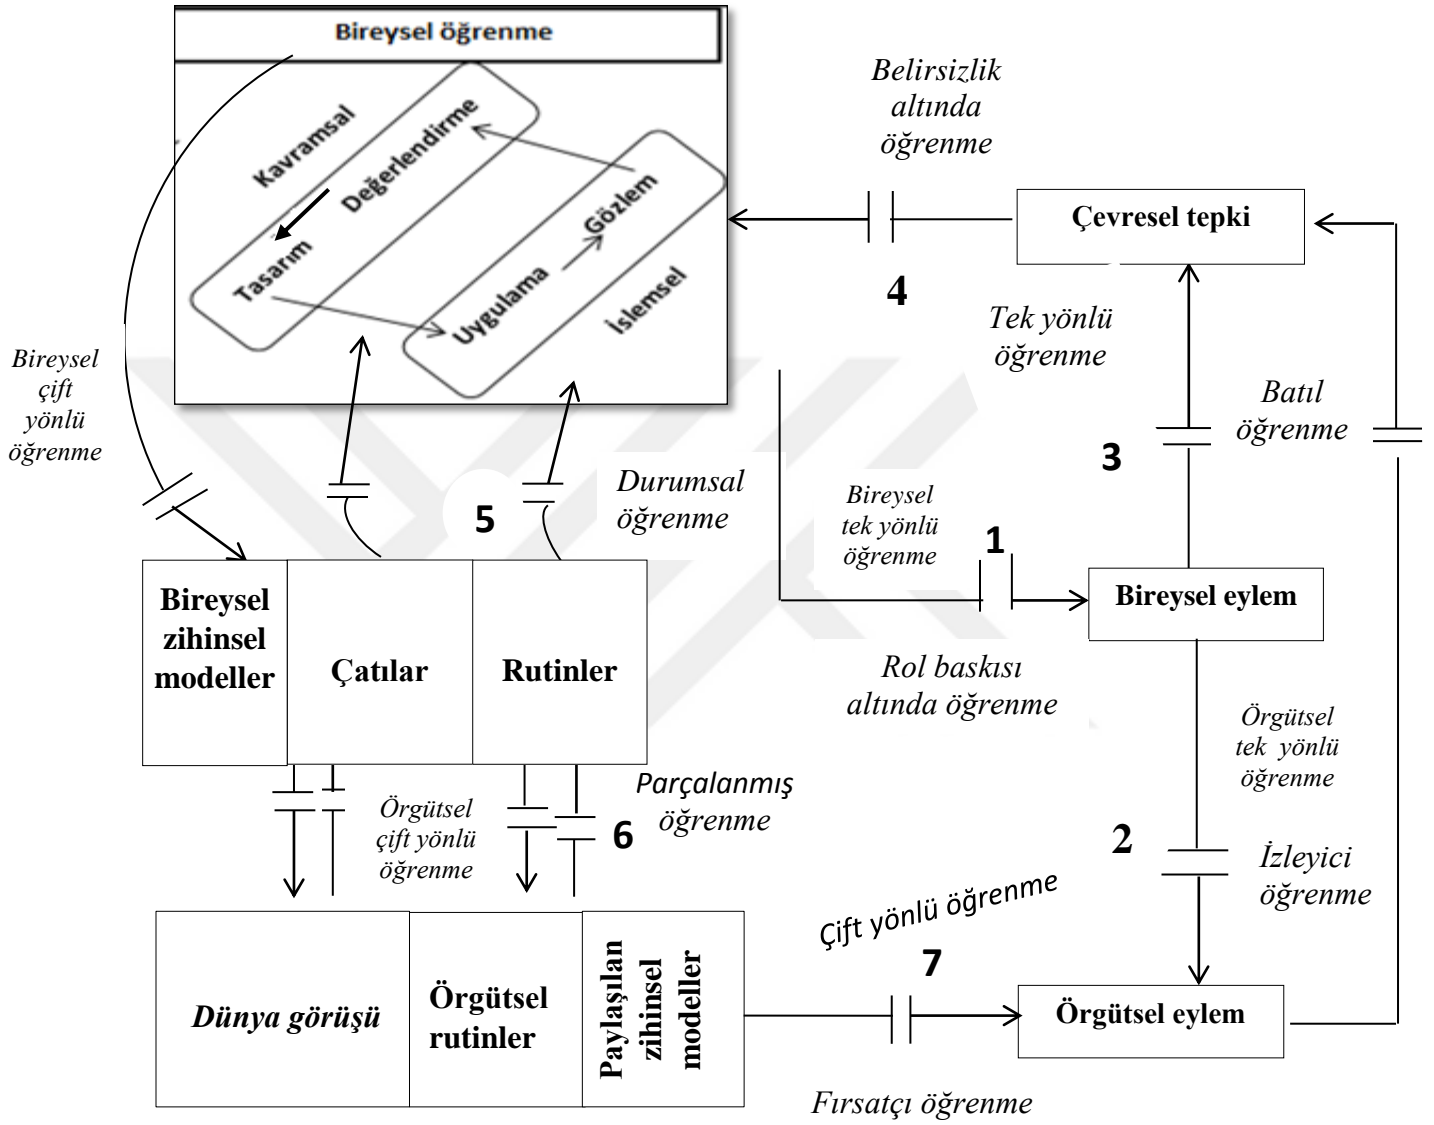 Bireysel öğrenme
Kavramsal
Değerlendirme
Tasarım
Gözlem
Uygulama
İslemsel
Belirsizlik
altında
öğrenme
Çevresel tepki
4
Tek yönlü
öğrenme
Batıl
öğrenme
3
Bireysel
çift
yönlü
öğrenme
5
Durumsal
öğrenme
Bireysel
tek yönlü
öğrenme
1
Bireysel eylem
Rol baskısı
altında öğrenme
Bireysel
zihinsel
modeller
Çatılar
Rutinler
Örgütsel
tek yönlü
öğrenme
Parçalanmış
öğrenme
6
Örgütsel
çift yönlü
öğrenme
2
İzleyici
öğrenme
Çift yönlü öğrenme
7
Dünya görüşü
Örgütsel
rutinler
Paylaşılan
zihinsel
modeller
Örgütsel eylem
Fırsatçı öğrenme